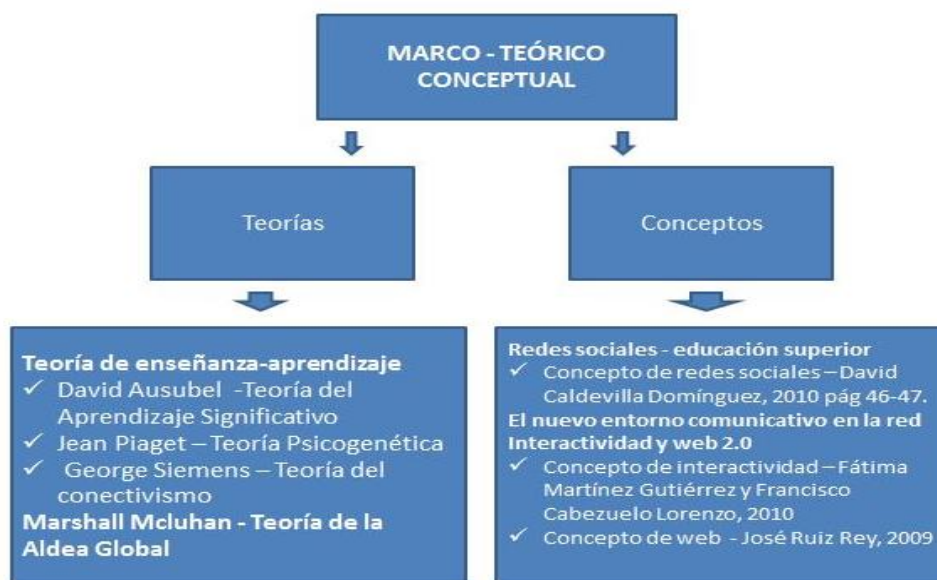 MARCO - TEÓRICO
CONCEPTUAL
Teorías
Conceptos
Teoría de enseñanza-aprendizaje
✓ David Ausubel -Teoría del
Aprendizaje Significativo
✓ Jean Piaget – Teoría Psicogenética
✓ George Siemens – Teoría del
conectivismo
Marshall Mcluhan - Teoría de la
Aldea Global
Redes sociales - educación superior
✓ Concepto de redes sociales – David
Caldevilla Domínguez, 2010 pág 46-47.
El nuevo entorno comunicativo en la red
Interactividad y web 2.0
✓ Concepto de interactividad – Fátima
Martínez Gutiérrez y Francisco
Cabezuelo Lorenzo, 2010
✓ Concepto de web - José Ruiz Rey, 2009